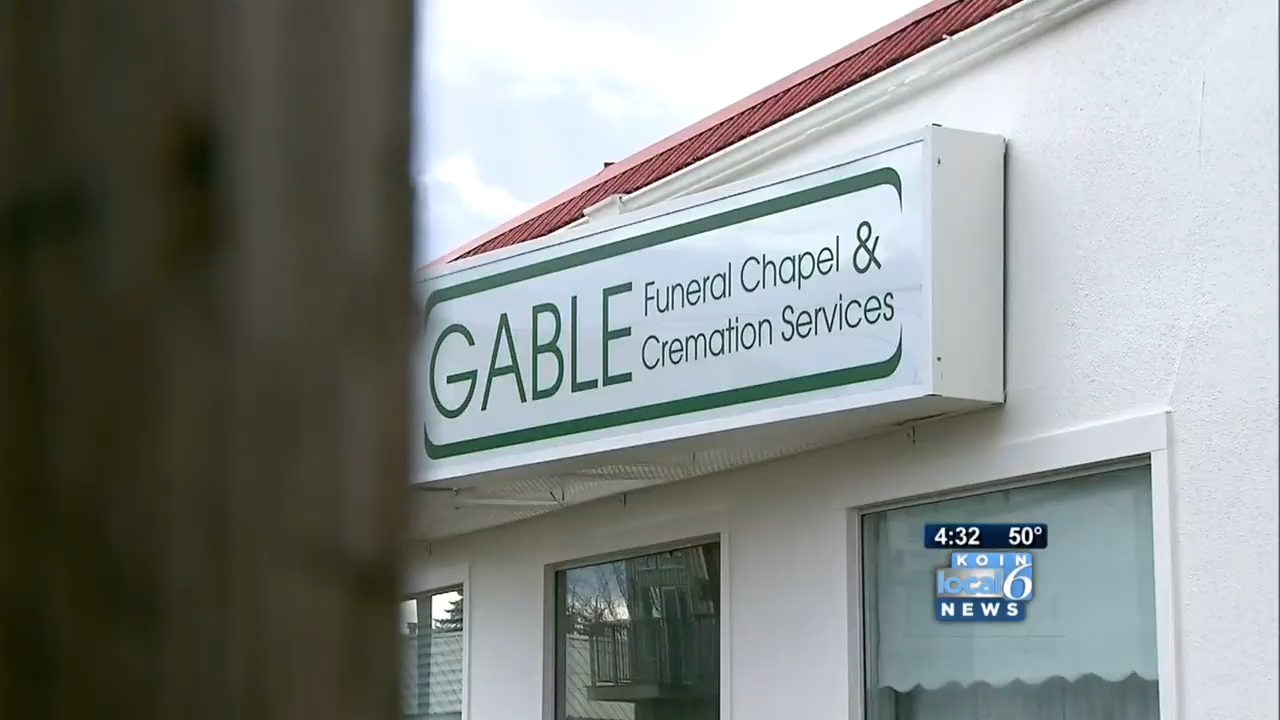 GABLE
Funeral Chapel &
Cremation Services
4:32 50°
KOIN
local 6
NEWS